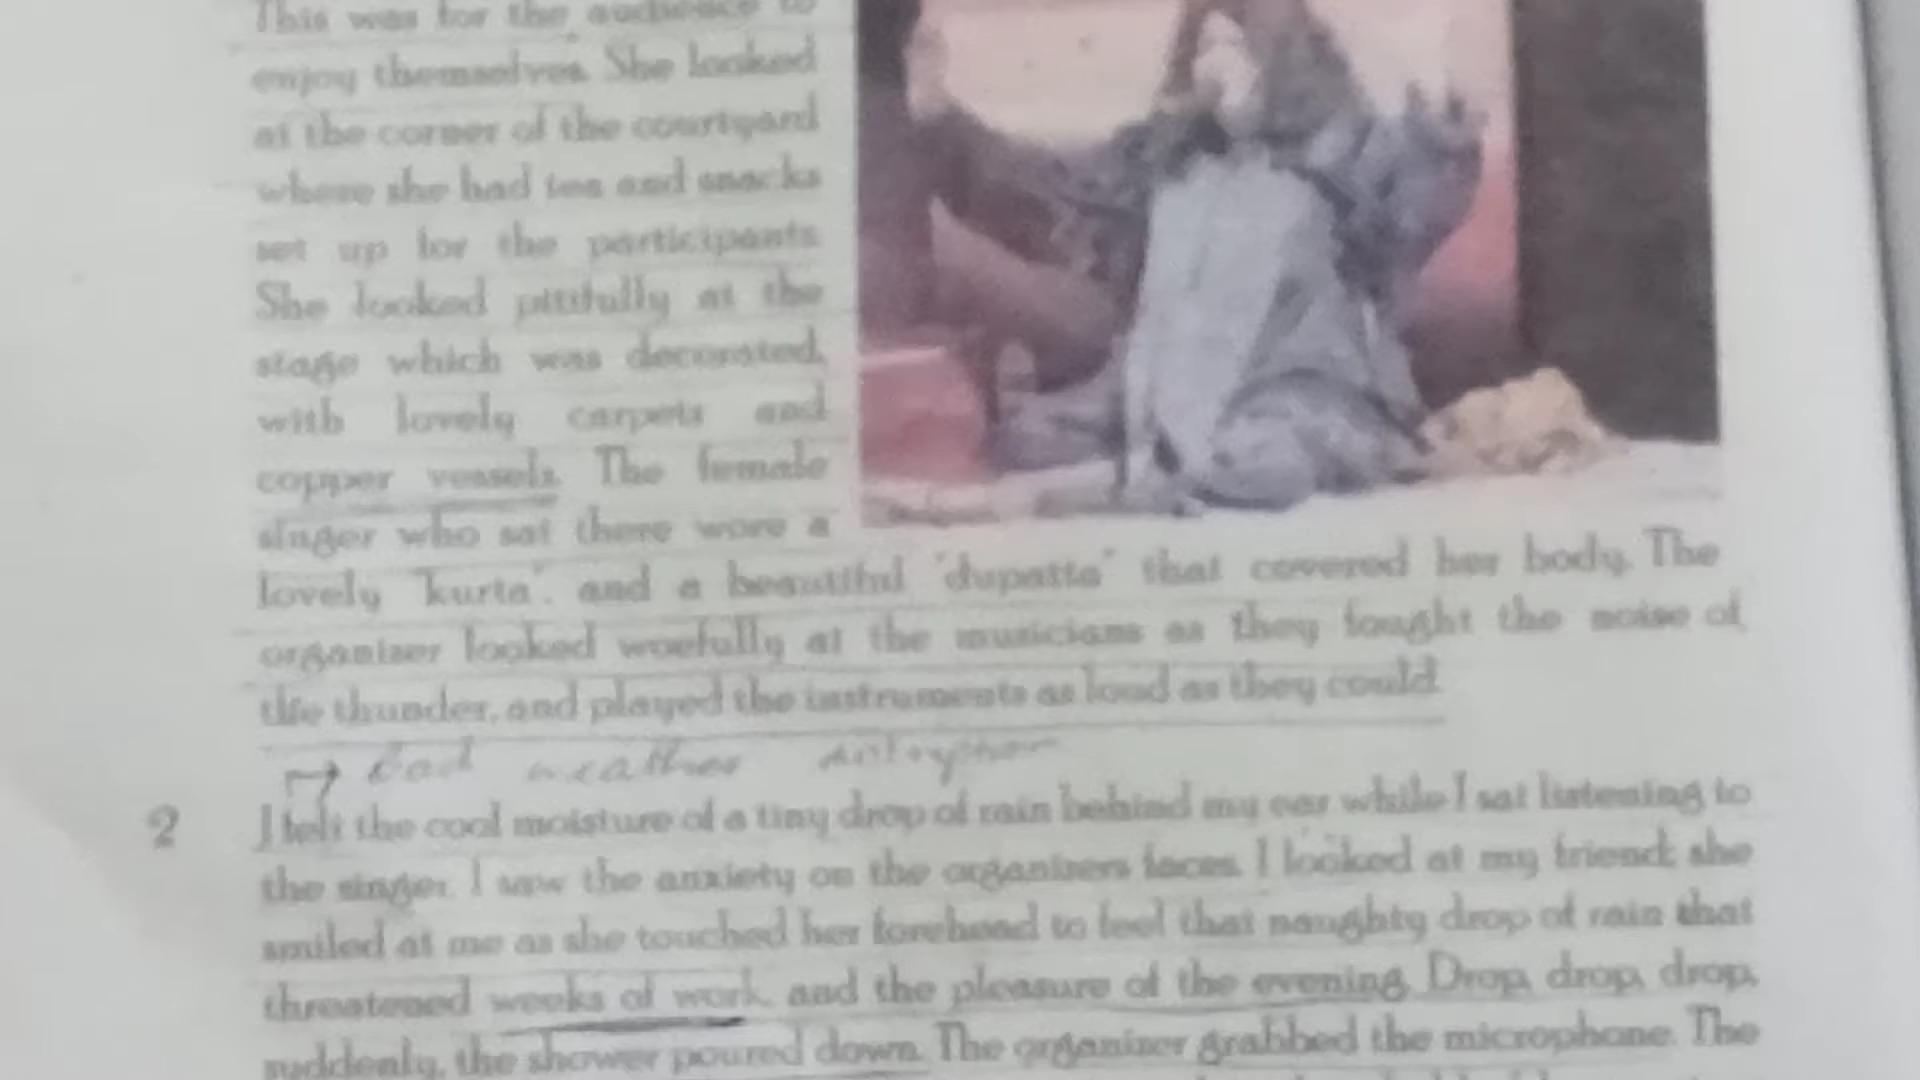 This was for the audience to
enjoy themselves. She looked
at the corner of the courtyard
where she had tea and snacks
set up for the participants.
She looked pitifully at the
stage which was decorated
with lovely carpets and
copper vessels. The female
singer who sat there wore a
lovely 'kurta', and a beautiful 'dupatta' that covered her body. The
organizer looked woefully at the musicians as they fought the noise of
the thunder, and played the instruments as loud as they could.
→ bad weather
2 I felt the cool moisture of a tiny drop of rain behind my ear while I sat listening to
the singer. I saw the anxiety on the organizers faces. I looked at my friend; she
smiled at me as she touched her forehead to feel that naughty drop of rain that
threatened weeks of work, and the pleasure of the evening. Drop, drop, drop,
suddenly, the shower poured down. The organizer grabbed the microphone. The